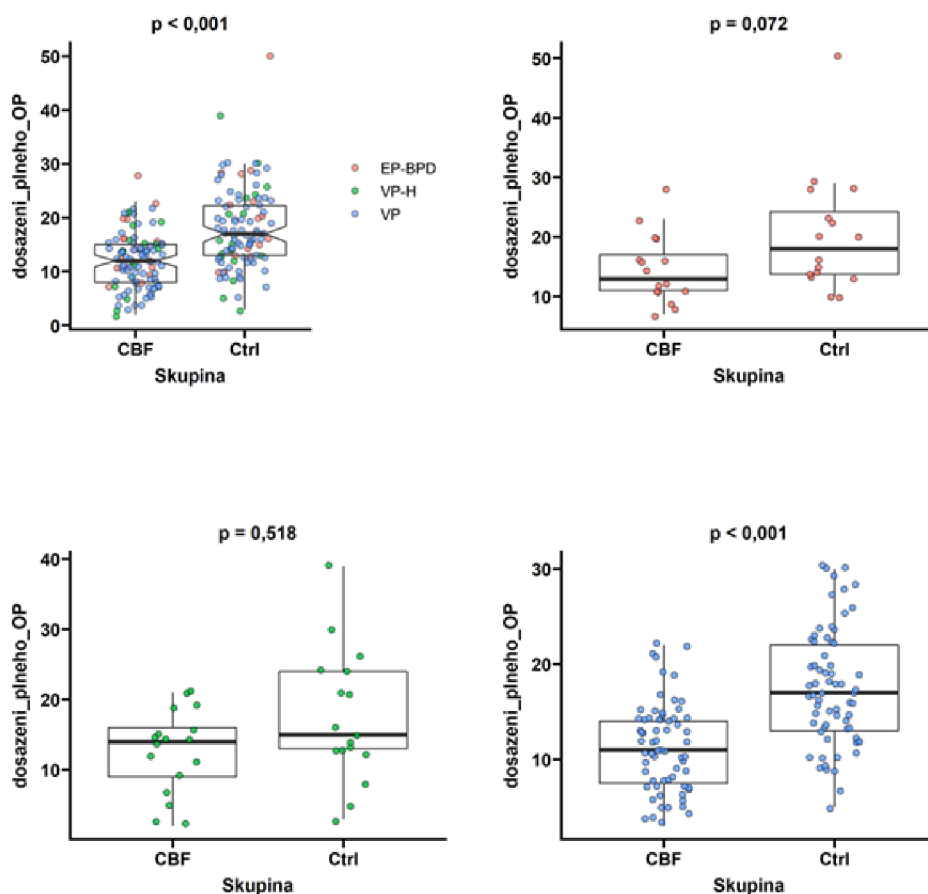 p < 0,001
50
40
30
20
10
0
dosazeni_plneho_OP
CBF
Ctrl
Skupina
EP-BPD
VP-H
VP
p = 0,072
50
40
30
20
10
dosazeni_plneho_OP
CBF
Ctrl
Skupina
p = 0,518
40
30
20
10
dosazeni_plneho_OP
CBF
Ctrl
Skupina
p < 0,001
30
20
10
dosazeni_plneho_OP
CBF
Ctrl
Skupina